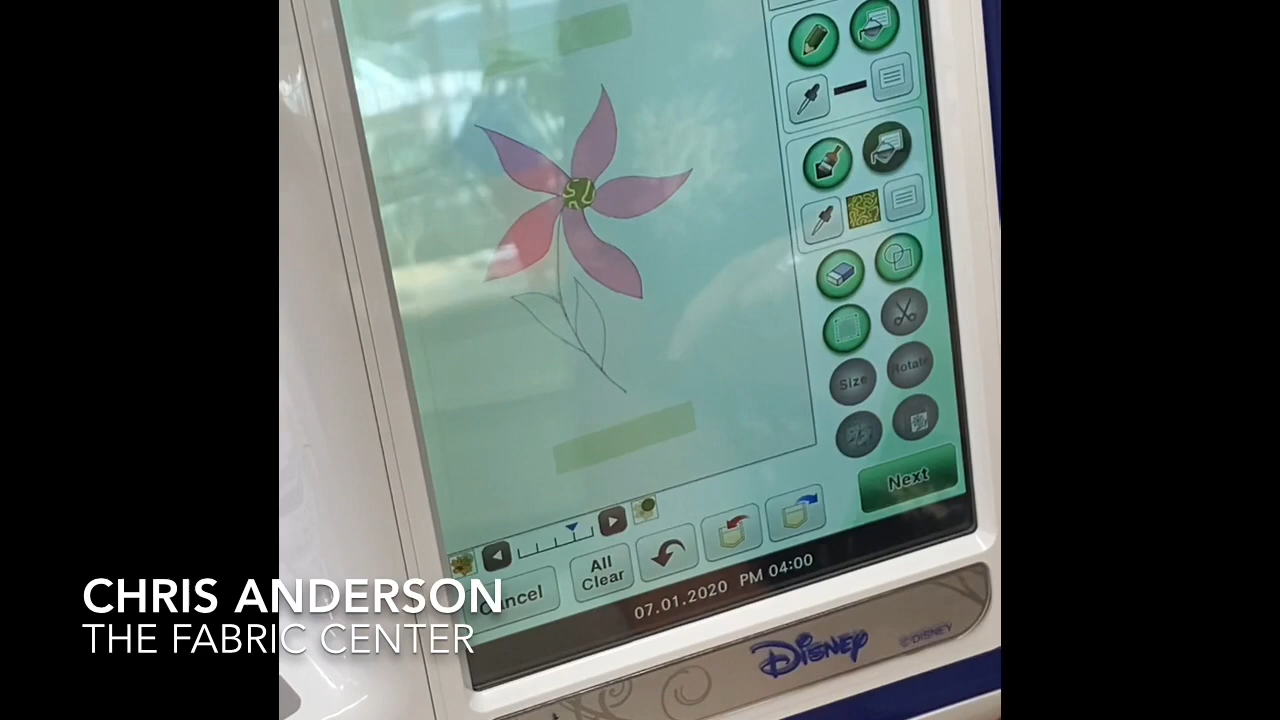 Size
Rotate
Next
All
Clear
Cancel
07.01.2020 PM 04:00
CHRIS ANDERSON
THE FABRIC CENTER
Disney
©DISNEY